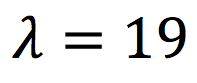 λ = 19